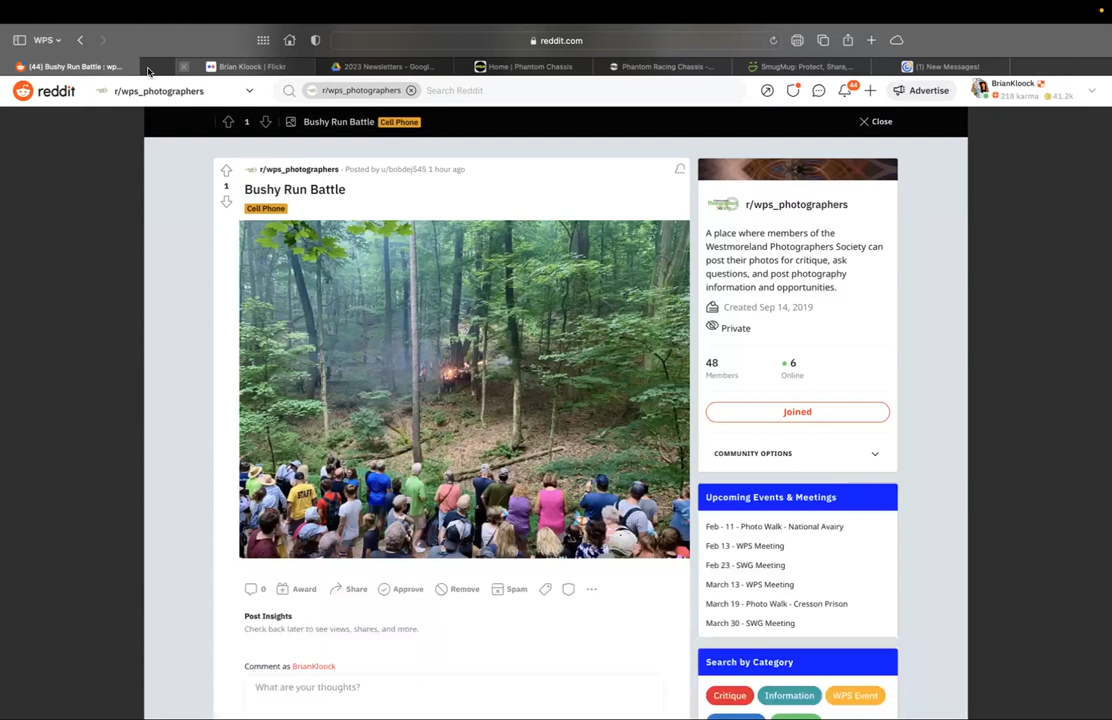 WPS
reddit.com
(44) Bushy Run Battle : wp...
Brian Kloock | Flickr
2023 Newsletters - Googl...
Home | Phantom Chassis
Phantom Racing Chassis -...
SmugMug: Protect, Share,...
(1) New Messages!
reddit
r/wps_photographers
r/wps_photographers
Search Reddit
44
Advertise
BrianKloock
218 karma
41.2k
1
Bushy Run Battle
Cell Phone
Close
r/wps_photographers · Posted by u/bobdej545 1 hour ago
1
Bushy Run Battle
Cell Phone
STAFF
0
Award
Share
Approve
Remove
Spam
Post Insights
Check back later to see views, shares, and more.
Comment as BrianKloock
What are your thoughts?
r/wps_photographers
A place where members of the
Westmoreland Photographers Society can
post their photos for critique, ask
questions, and post photography
information and opportunities.
Created Sep 14, 2019
Private
48
6
Members
Online
Joined
COMMUNITY OPTIONS
Upcoming Events & Meetings
Feb - 11 - Photo Walk - National Avairy
Feb 13 - WPS Meeting
Feb 23 - SWG Meeting
March 13 - WPS Meeting
March 19 - Photo Walk - Cresson Prison
March 30 - SWG Meeting
Search by Category
Critique
Information
WPS Event